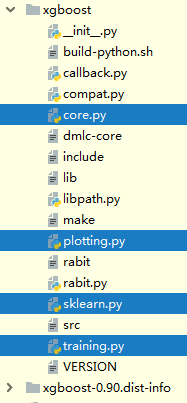 xgboost
__init__.py
build-python.sh
callback.py
compat.py
core.py
dmlc-core
include
lib
libpath.py
make
plotting.py
rabit
rabit.py
sklearn.py
src
training.py
VERSION
xgboost-0.90.dist-info